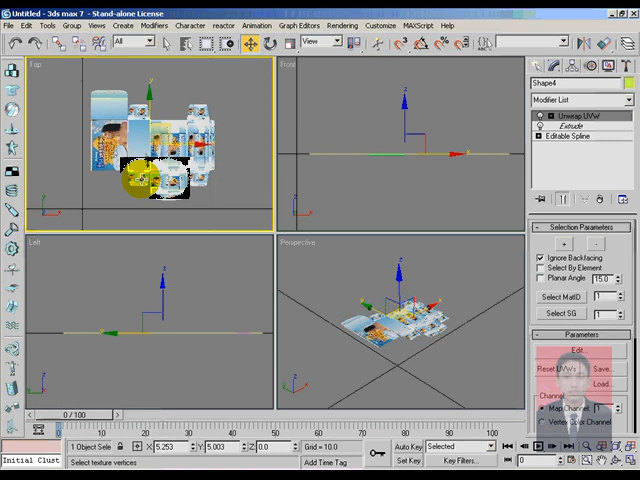 Untitled - 3ds max 7 - Stand-alone License
File Edit Tools Group Views Create Modifiers Character reactor Animation Graph Editors Rendering Customize MAXScript Help
All View
Top Front
Left Perspective
Shape4
Modifier List
Unwrap UVW
Extrude
Editable Spline
Selection Parameters
+ -
Ignore Backfacing
Select By Element
Planar Angle 15.0
Select MatID 1
Select SG 1
Parameters
Edit...
Reset UVWs Save...
Load...
Channel:
Map Channel: 1
Vertex Color Channel
0 / 100
0 10 20 30 40 50 60 70 80 90 100
1 Object Sele X: 5.253 Y: 5.003 Z: 0.0 Grid = 10.0 Auto Key Selected
Initial Clust Select texture vertices Add Time Tag Set Key Key Filters... 0